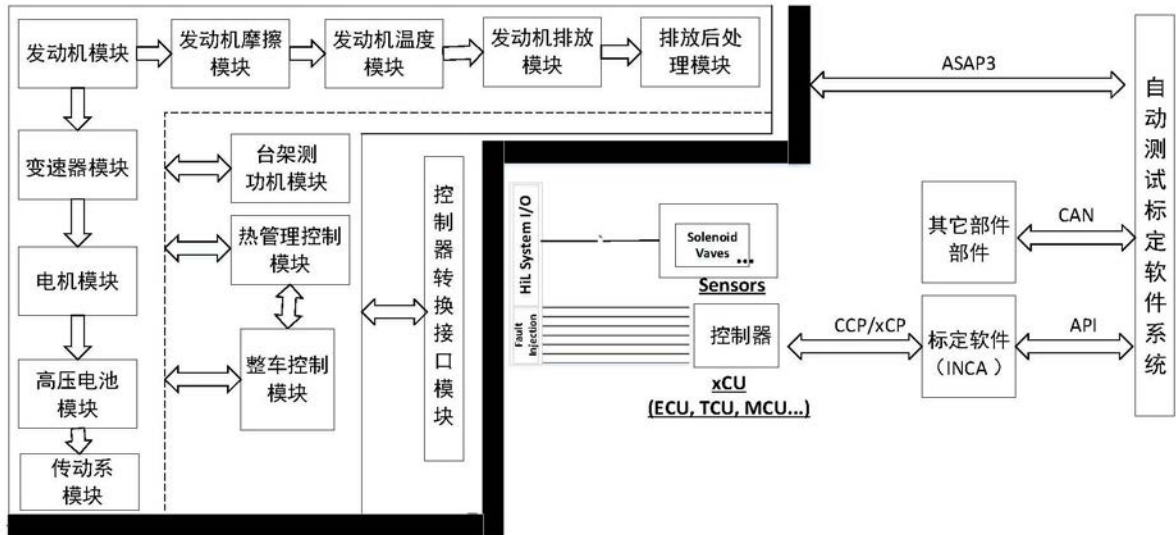 发动机模块
发动机摩擦
模块
发动机温度
模块
发动机排放
模块
排放后处
理模块
ASAP3
自动测试标定软件系统
变速器模块
台架测
功机模块
控制器转换接口模块
热管理控制
模块
电机模块
整车控制
模块
高压电池
模块
传动系
模块
HiL System I/O
Fault
Injection
Solenoid
Vaves
...
Sensors
控制器
xCU
(ECU, TCU, MCU...)
其它部件
部件
CAN
CCP/xCP
标定软件
（INCA ）
API